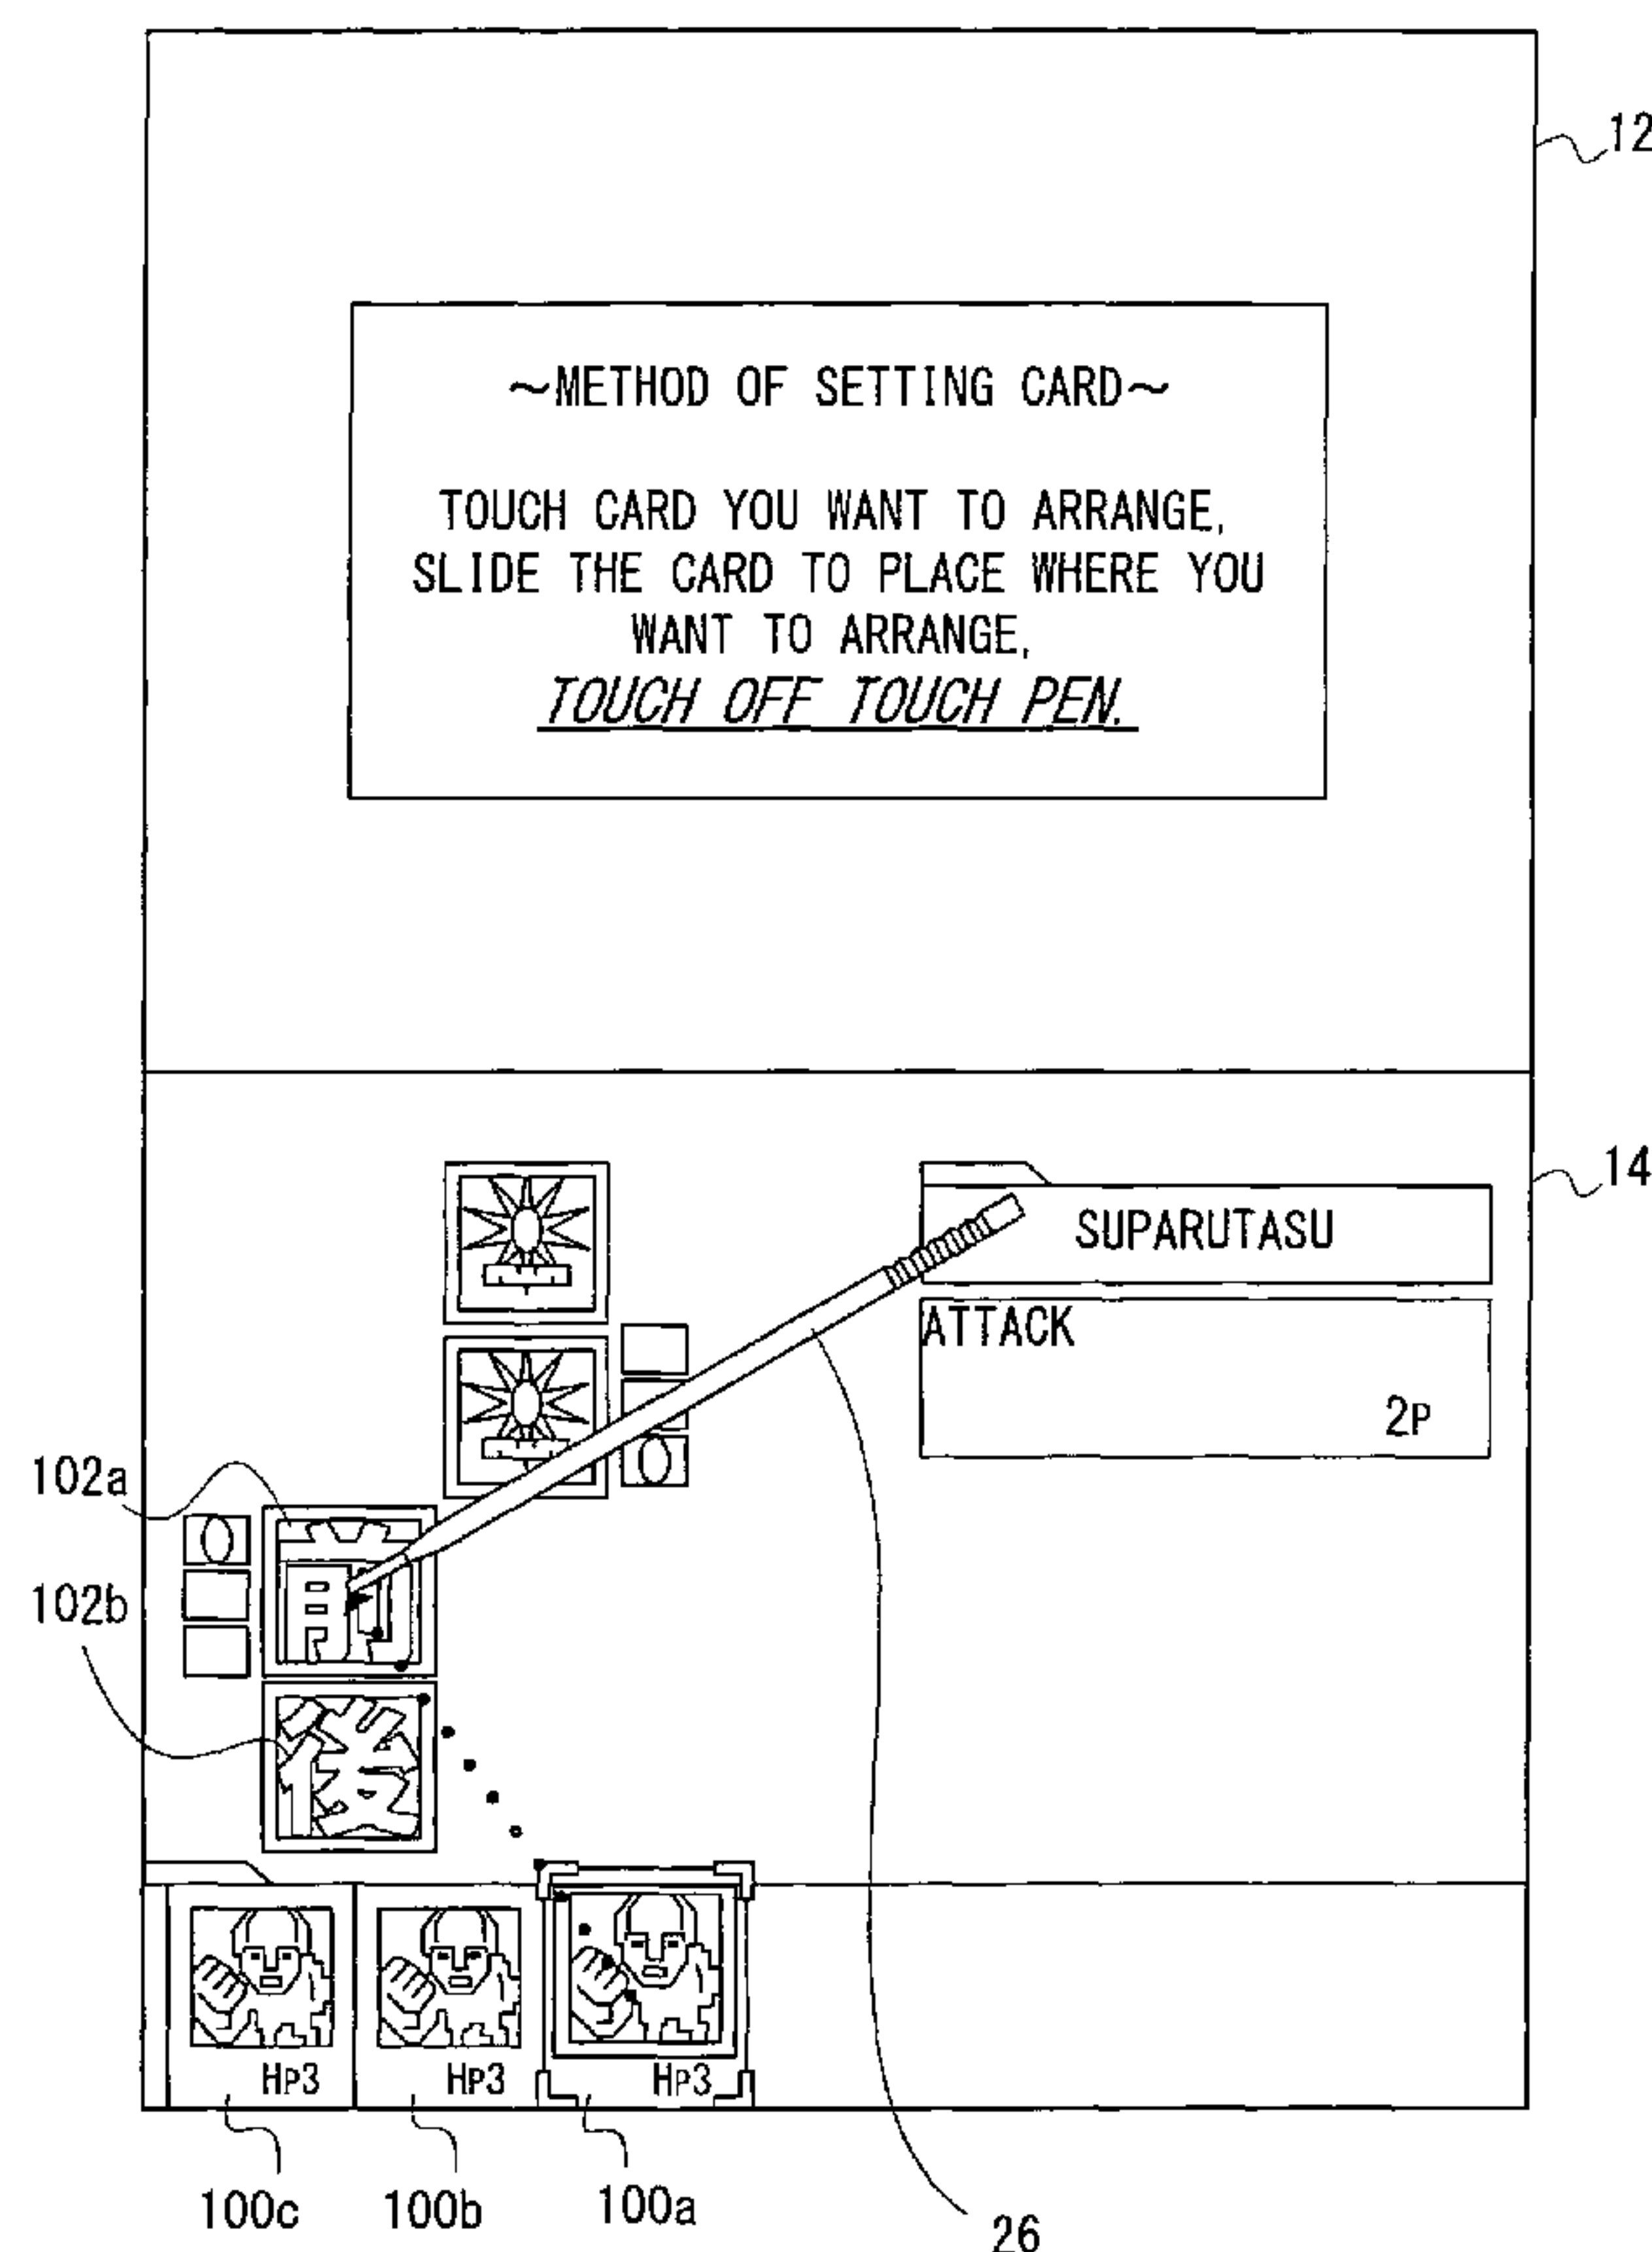 12
~METHOD OF SETTING CARD~
TOUCH CARD YOU WANT TO ARRANGE,
SLIDE THE CARD TO PLACE WHERE YOU
WANT TO ARRANGE,
TOUCH OFF TOUCH PEN.
14
SUPARUTASU
ATTACK
2P
102a
前
102b
後
HP3
HP3
HP3
100c
100b
100a
26